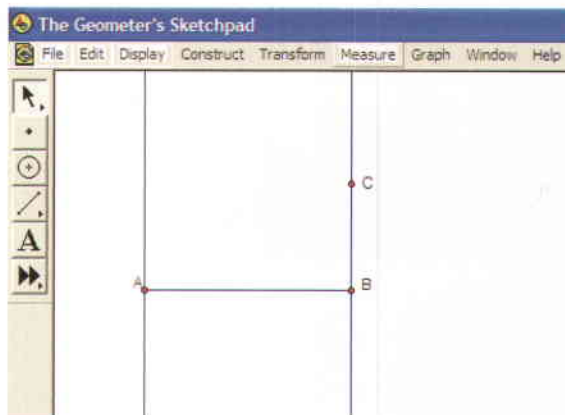 The Geometer's Sketchpad
File Edit Display Construct Transform Measure Graph Window Help
A
C
A
B